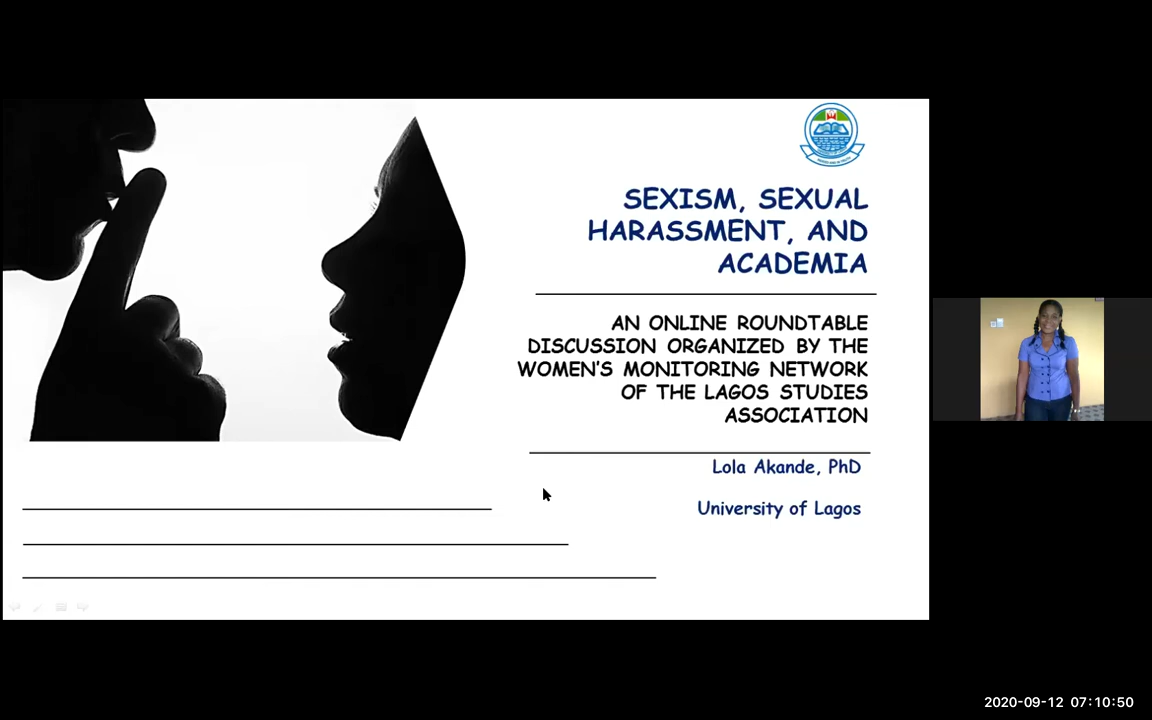 SEXISM, SEXUAL
HARASSMENT, AND
ACADEMIA
AN ONLINE ROUNDTABLE
DISCUSSION ORGANIZED BY THE
WOMEN'S MONITORING NETWORK
OF THE LAGOS STUDIES
ASSOCIATION
Lola Akande, PhD
University of Lagos
2020-09-12 07:10:50